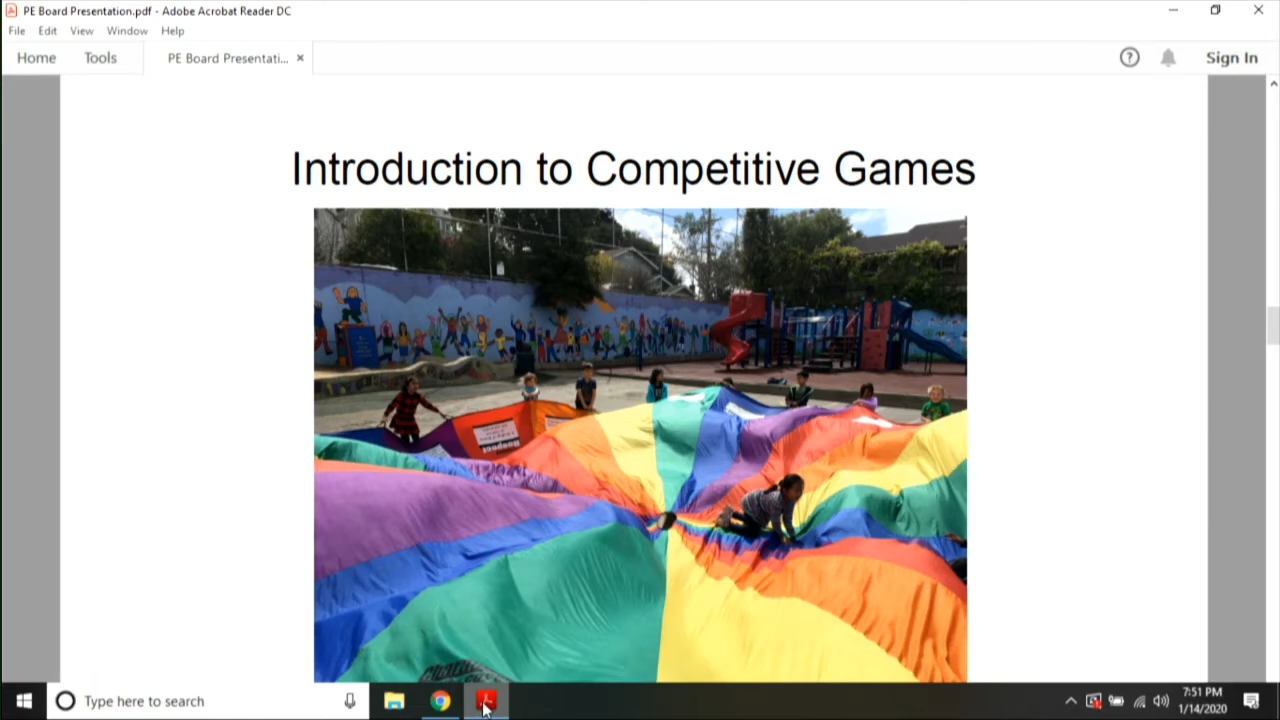 PE Board Presentation.pdf - Adobe Acrobat Reader DC
File Edit View Window Help
Home Tools PE Board Presentati... × ? Sign In
Introduction to Competitive Games
Respect
Type here to search
7:51 PM
1/14/2020